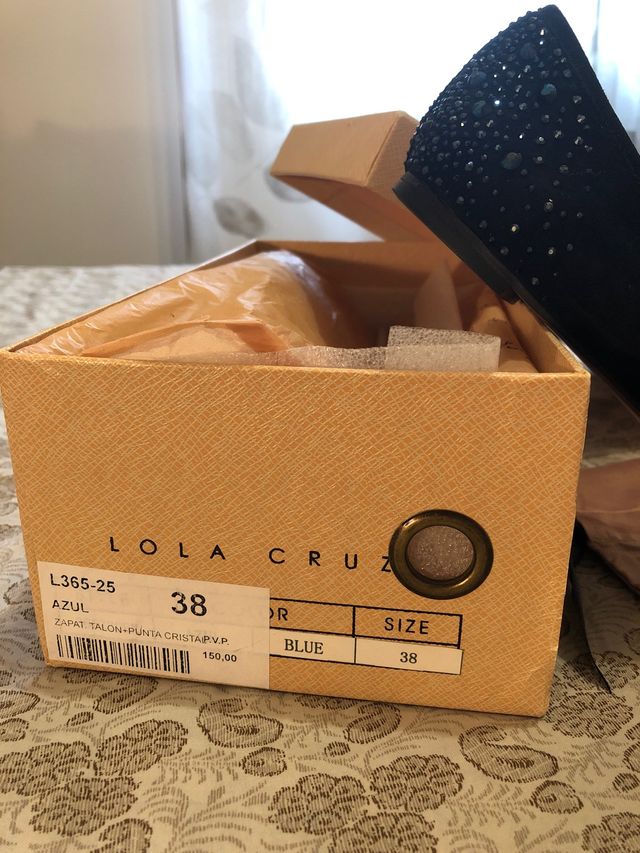 LOLA CRUZ
L365-25
AZUL 38
ZAPAT. TALON+PUNTA CRISTA P.V.P.
150,00
OR SIZE
BLUE 38